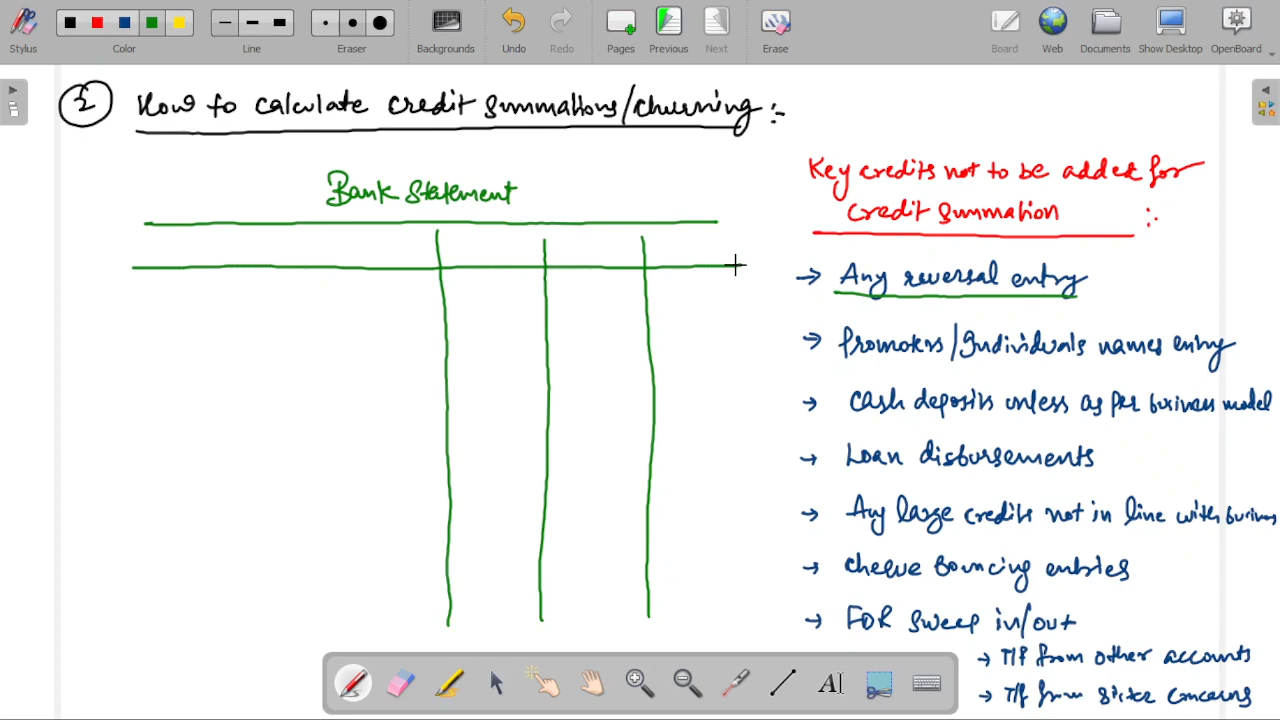 Stylus
Color
Line
Eraser
Backgrounds
Undo
Redo
Pages
Previous
Next
Erase
Board
Web
Documents
Show Desktop
OpenBoard
2 How to calculate credit summations/churning :-
Bank Statement
Key credits not to be added for
credit summation :-
→ Any reversal entry
→ Promoters/Individuals names entry
→ Cash deposits unless as per business model
→ Loan disbursements
→ Any large credits not in line with business
→ cheque bouncing entries
→ FDR sweep in/out
→ T/f from other accounts
→ T/f from sister concerns
AI